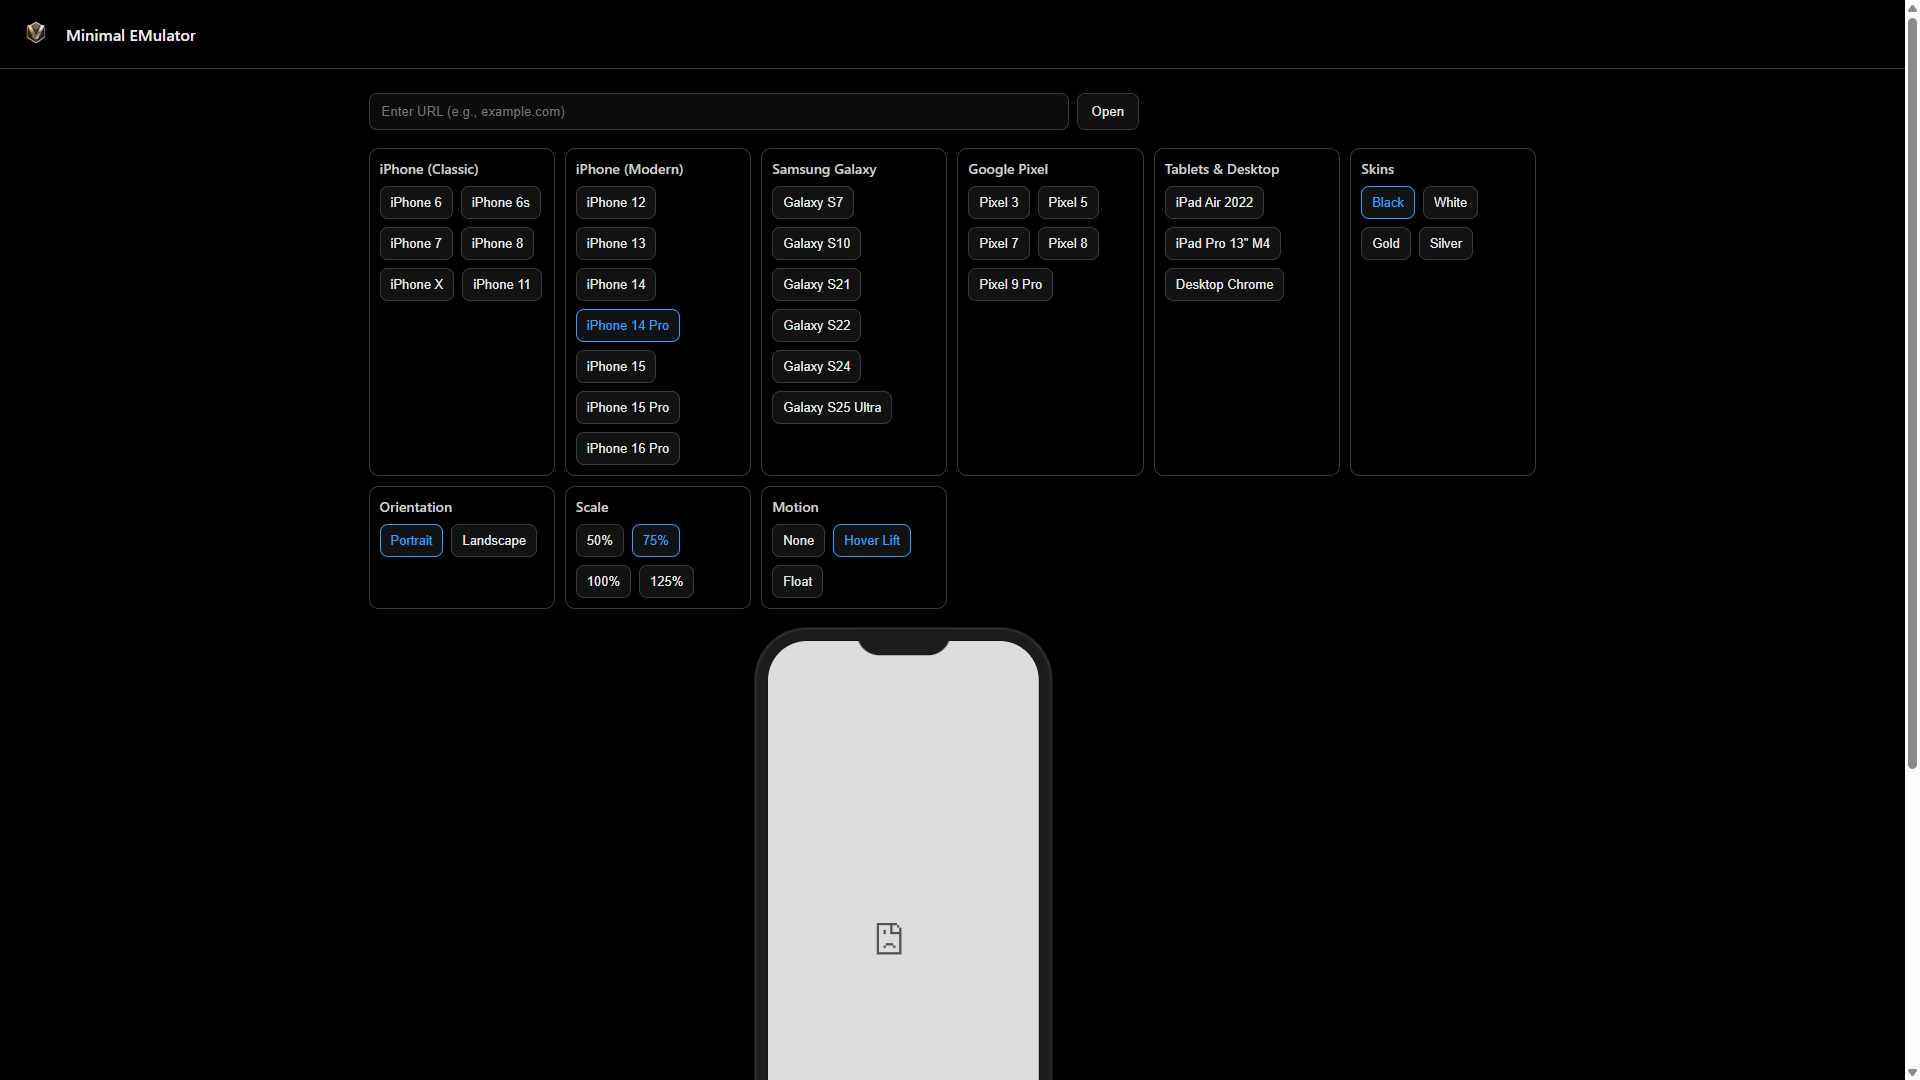 Minimal EMulator
Enter URL (e.g., example.com)
Open
iPhone (Classic)
iPhone 6
iPhone 6s
iPhone 7
iPhone 8
iPhone X
iPhone 11
iPhone (Modern)
iPhone 12
iPhone 13
iPhone 14
iPhone 14 Pro
iPhone 15
iPhone 15 Pro
iPhone 16 Pro
Samsung Galaxy
Galaxy S7
Galaxy S10
Galaxy S21
Galaxy S22
Galaxy S24
Galaxy S25 Ultra
Google Pixel
Pixel 3
Pixel 5
Pixel 7
Pixel 8
Pixel 9 Pro
Tablets & Desktop
iPad Air 2022
iPad Pro 13" M4
Desktop Chrome
Skins
Black
White
Gold
Silver
Orientation
Portrait
Landscape
Scale
50%
75%
100%
125%
Motion
None
Hover Lift
Float